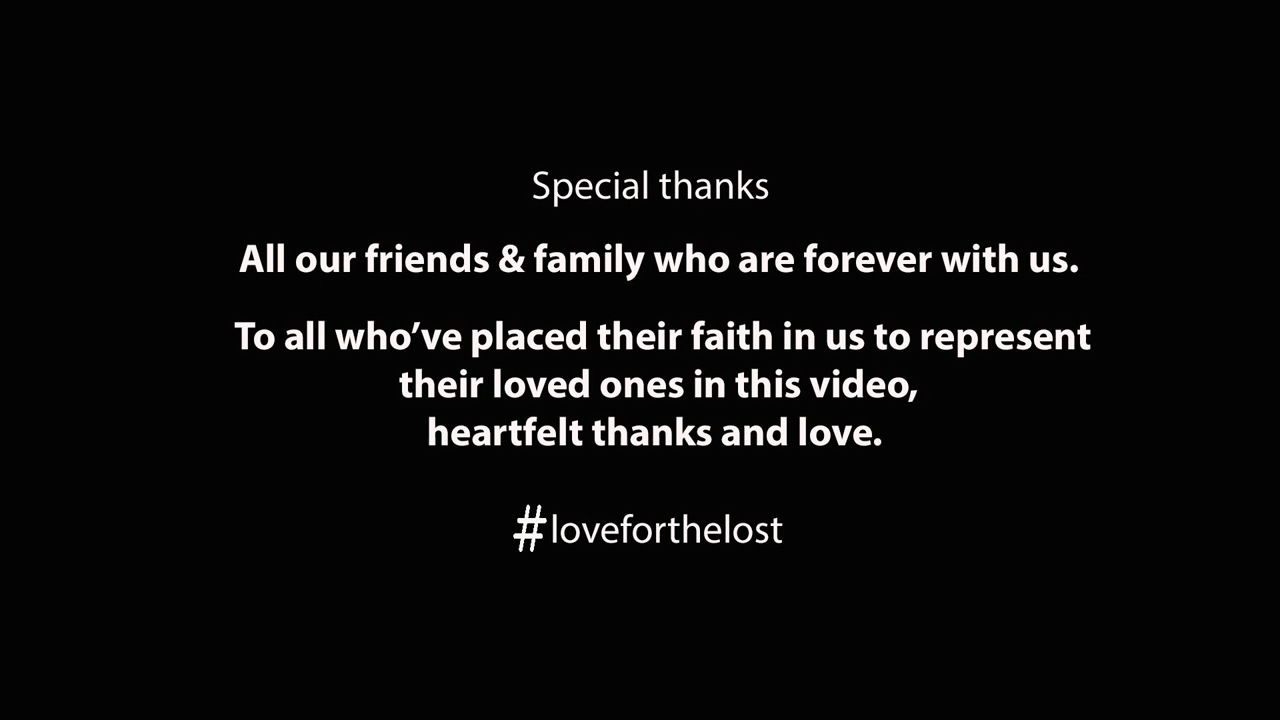 Special thanks
All our friends & family who are forever with us.
To all who’ve placed their faith in us to represent
their loved ones in this video,
heartfelt thanks and love.
#loveforthelost